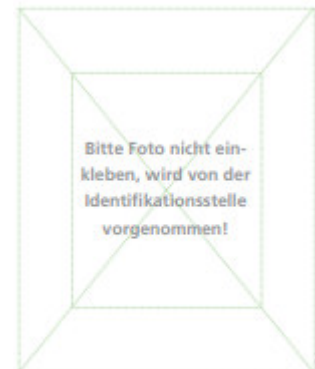 Bitte Foto nicht ein-
kleben, wird von der
Identifikationsstelle
vorgenommen!